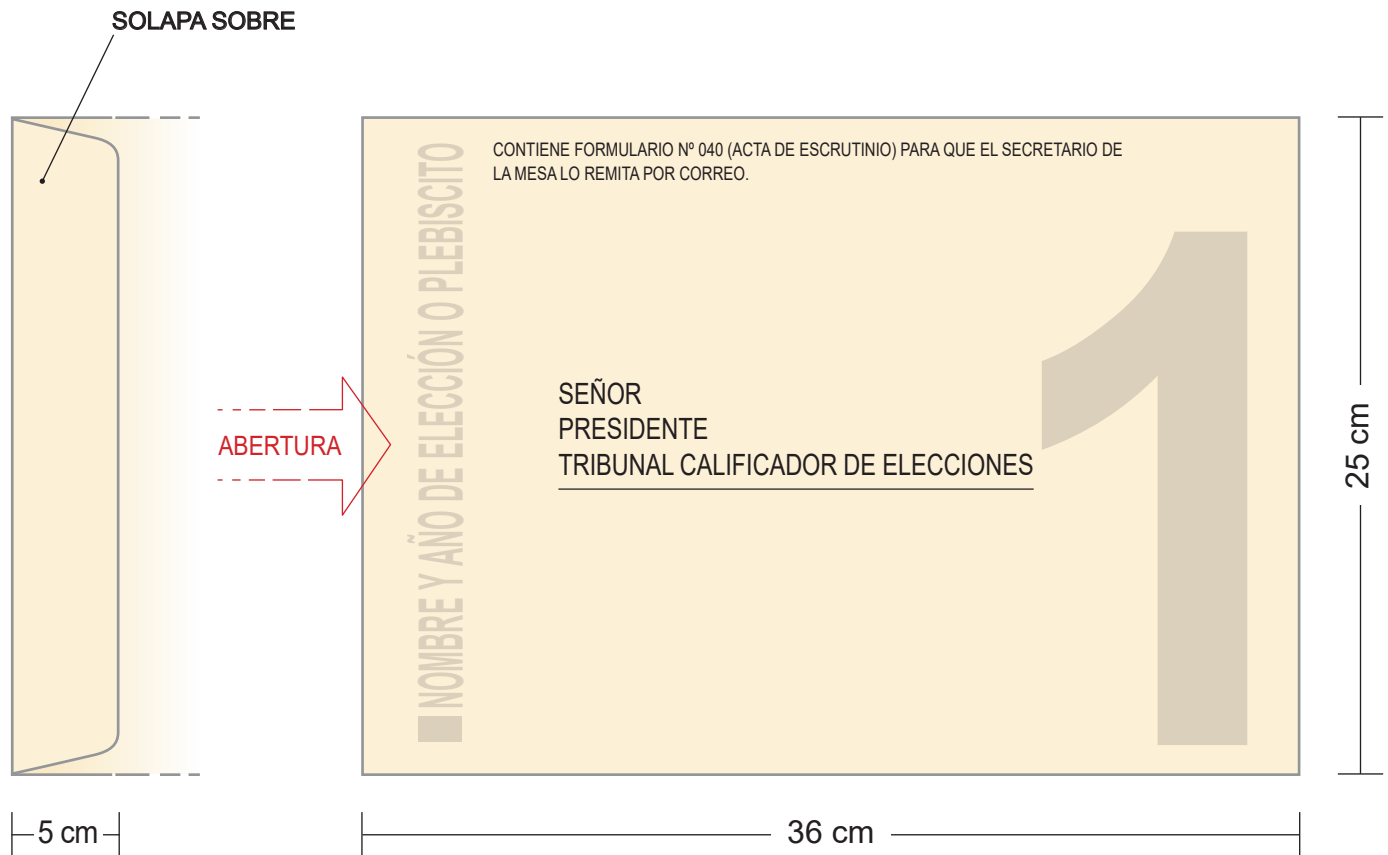 SOLAPA SOBRE
CONTIENE FORMULARIO Nº 040 (ACTA DE ESCRUTINIO) PARA QUE EL SECRETARIO DE
LA MESA LO REMITA POR CORREO.
NOMBRE Y AÑO DE ELECCIÓN O PLEBISCITO
1
ABERTURA
SEÑOR
PRESIDENTE
TRIBUNAL CALIFICADOR DE ELECCIONES
25 cm
5 cm
36 cm